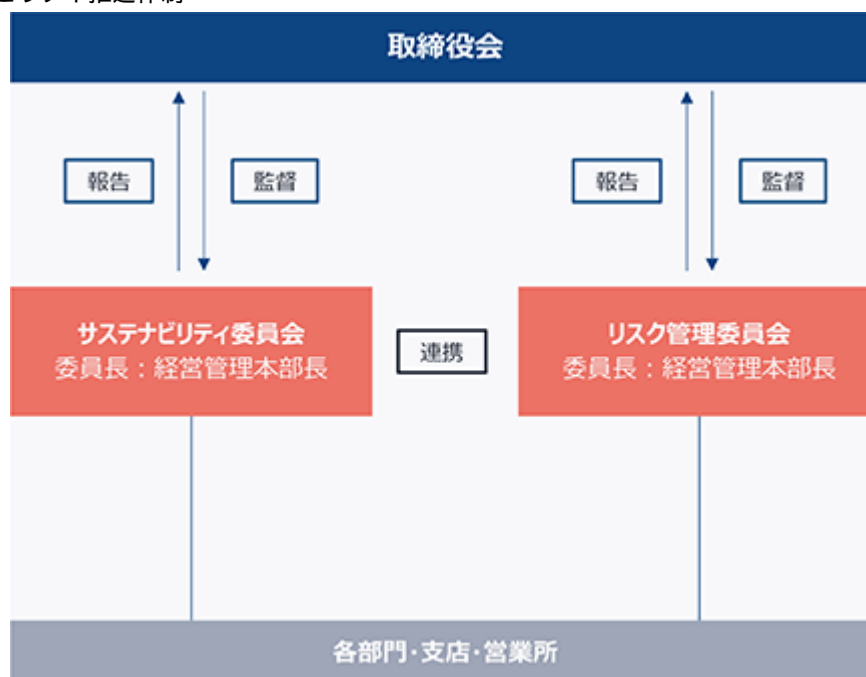 取締役会
報告
監督
報告
監督
サステナビリティ委員会
委員長：経営管理本部長
連携
リスク管理委員会
委員長：経営管理本部長
各部門・支店・営業所